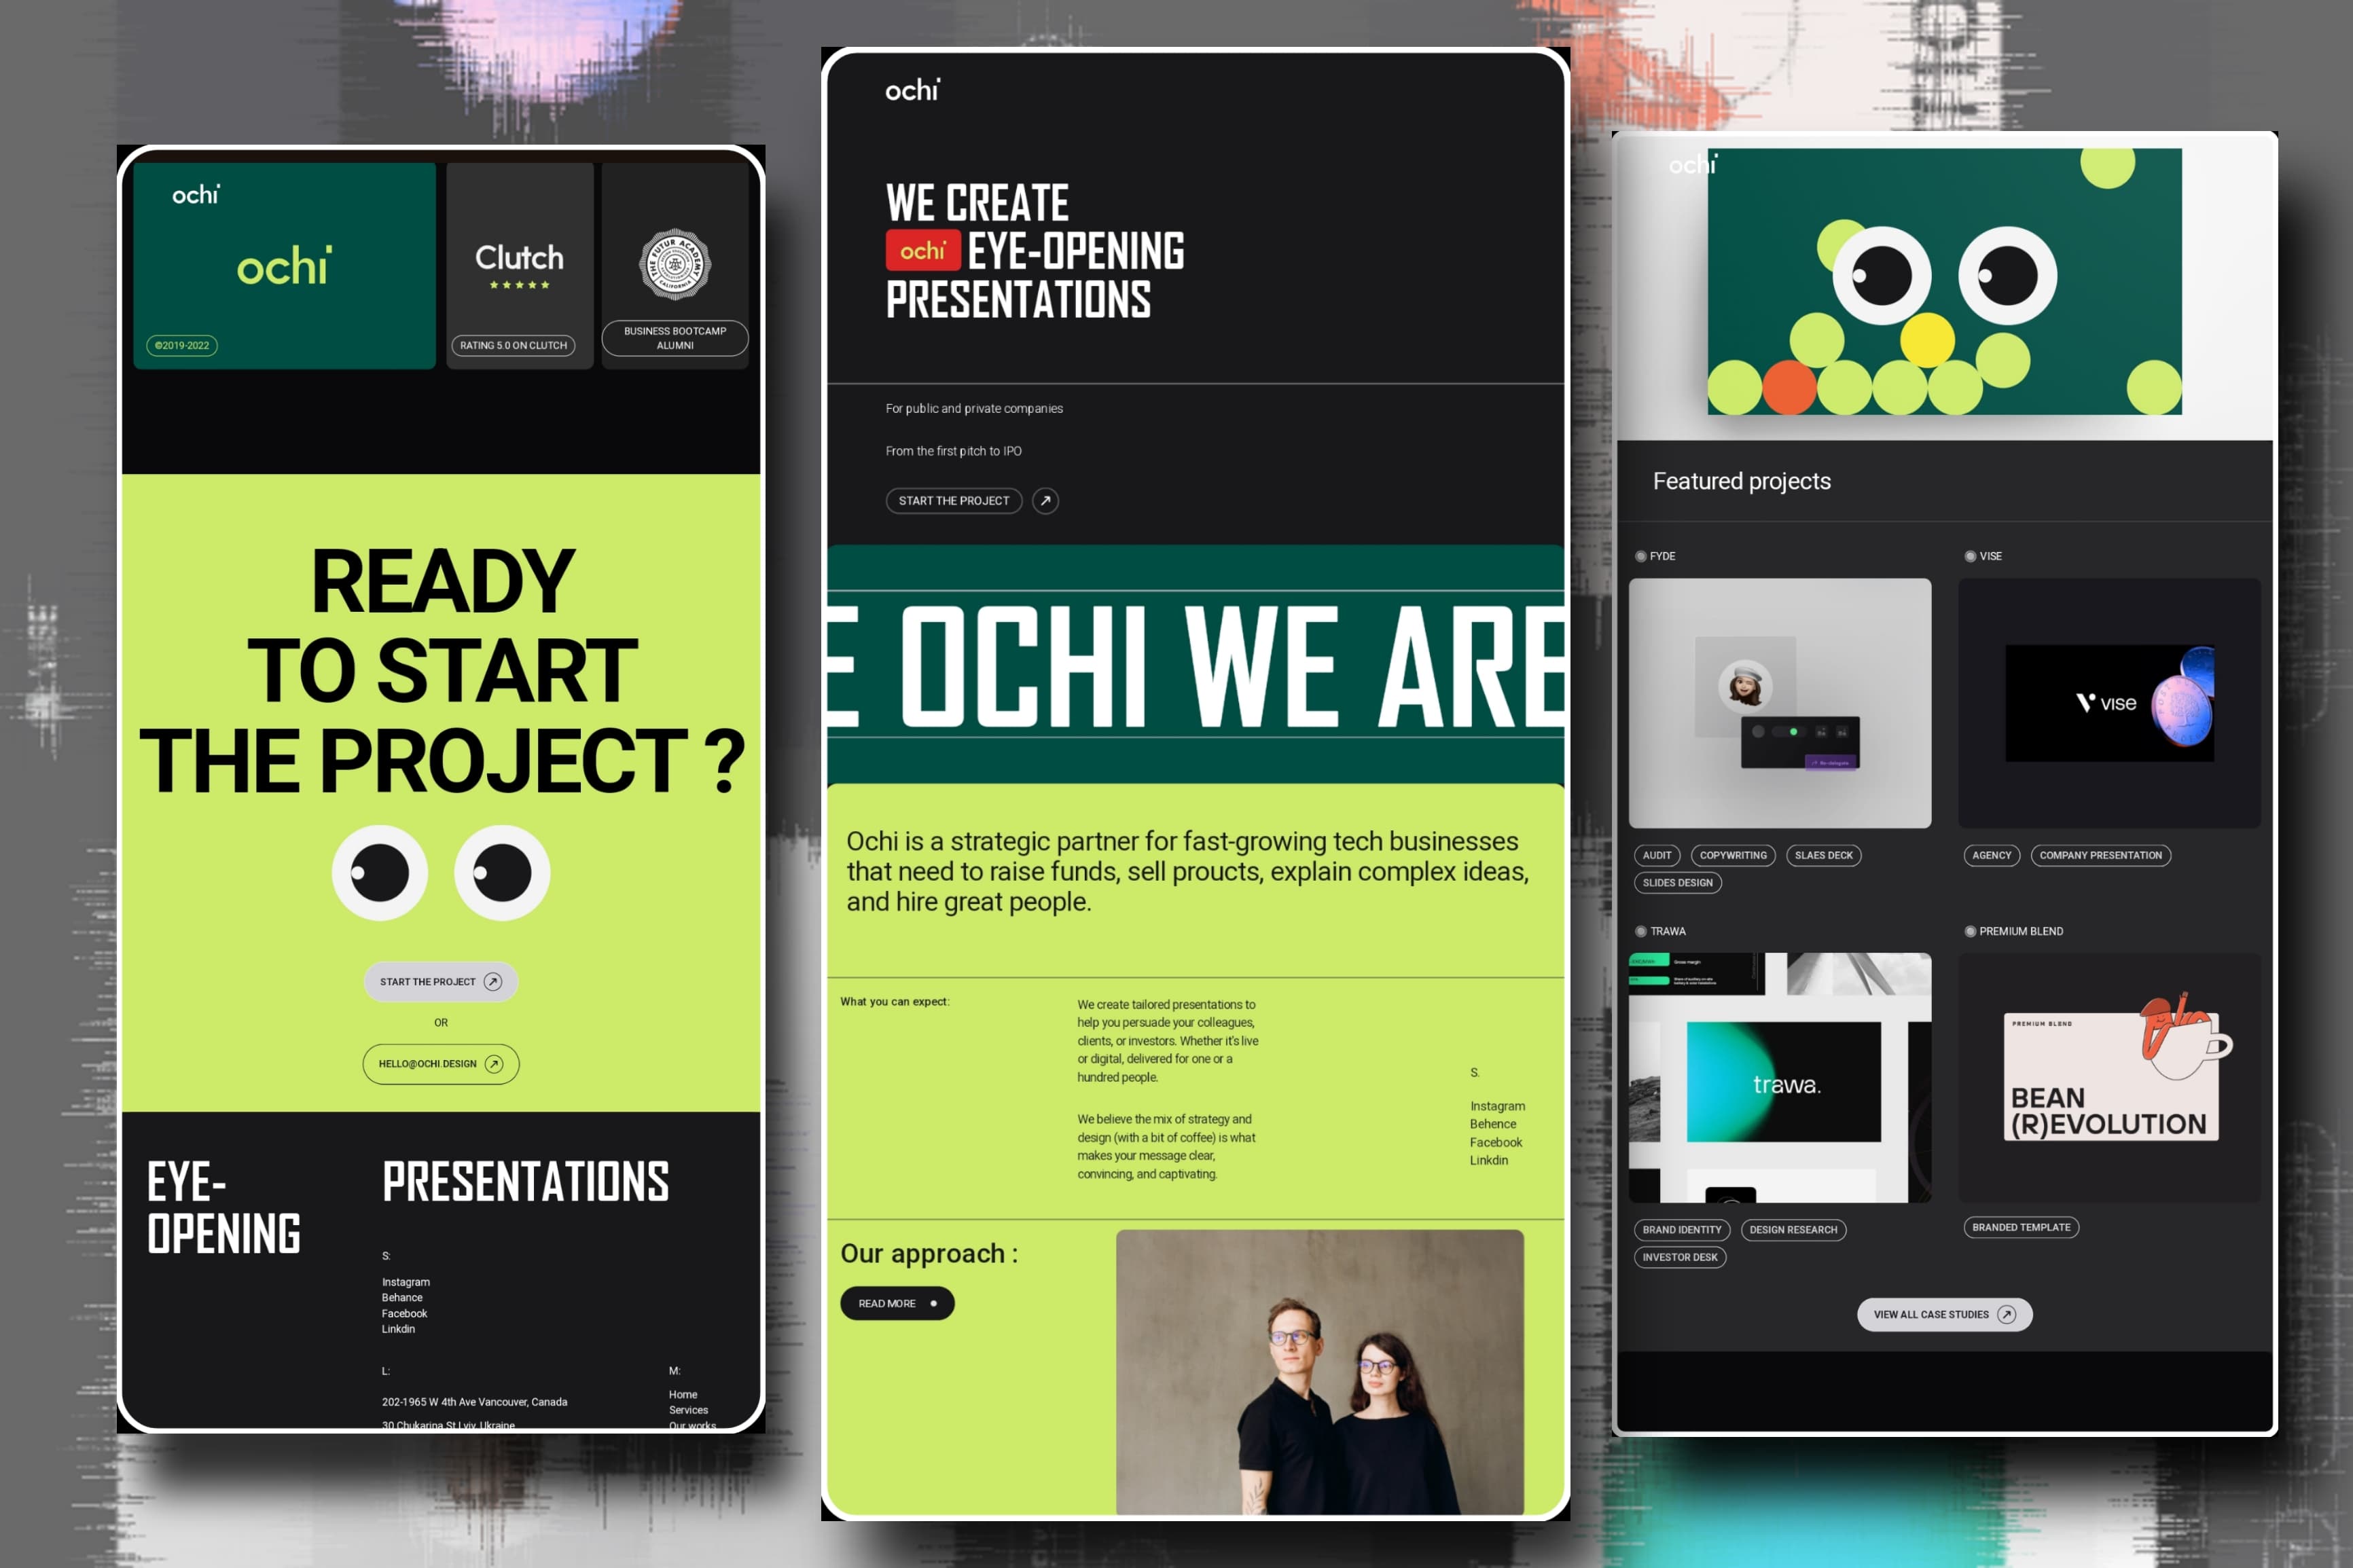 ochi
ochi
©2019-2022
Clutch
RATING 5.0 ON CLUTCH
THE FUTUR ACADEMY
CALIFORNIA
BUSINESS BOOTCAMP
ALUMNI
READY
TO START
THE PROJECT ?
START THE PROJECT
OR
HELLO@OCHI.DESIGN
EYE-
OPENING
PRESENTATIONS
S:
Instagram
Behance
Facebook
Linkdin
L:
202-1965 W 4th Ave Vancouver, Canada
30 Chukarina St Lviv, Ukraine
M:
Home
Services
Our works
ochi
WE CREATE
ochi EYE-OPENING
PRESENTATIONS
For public and private companies
From the first pitch to IPO
START THE PROJECT
E OCHI WE ARE
Ochi is a strategic partner for fast-growing tech businesses
that need to raise funds, sell proucts, explain complex ideas,
and hire great people.
What you can expect:
We create tailored presentations to
help you persuade your colleagues,
clients, or investors. Whether it's live
or digital, delivered for one or a
hundred people.
We believe the mix of strategy and
design (with a bit of coffee) is what
makes your message clear,
convincing, and captivating.
S.
Instagram
Behence
Facebook
Linkdin
Our approach :
READ MORE
ochi
Featured projects
FYDE
VISE
vise
AUDIT
COPYWRITING
SLAES DECK
SLIDES DESIGN
AGENCY
COMPANY PRESENTATION
TRAWA
PREMIUM BLEND
Gross margin
trawa.
PREMIUM BLEND
BEAN
(R)EVOLUTION
BRAND IDENTITY
DESIGN RESEARCH
INVESTOR DESK
BRANDED TEMPLATE
VIEW ALL CASE STUDIES